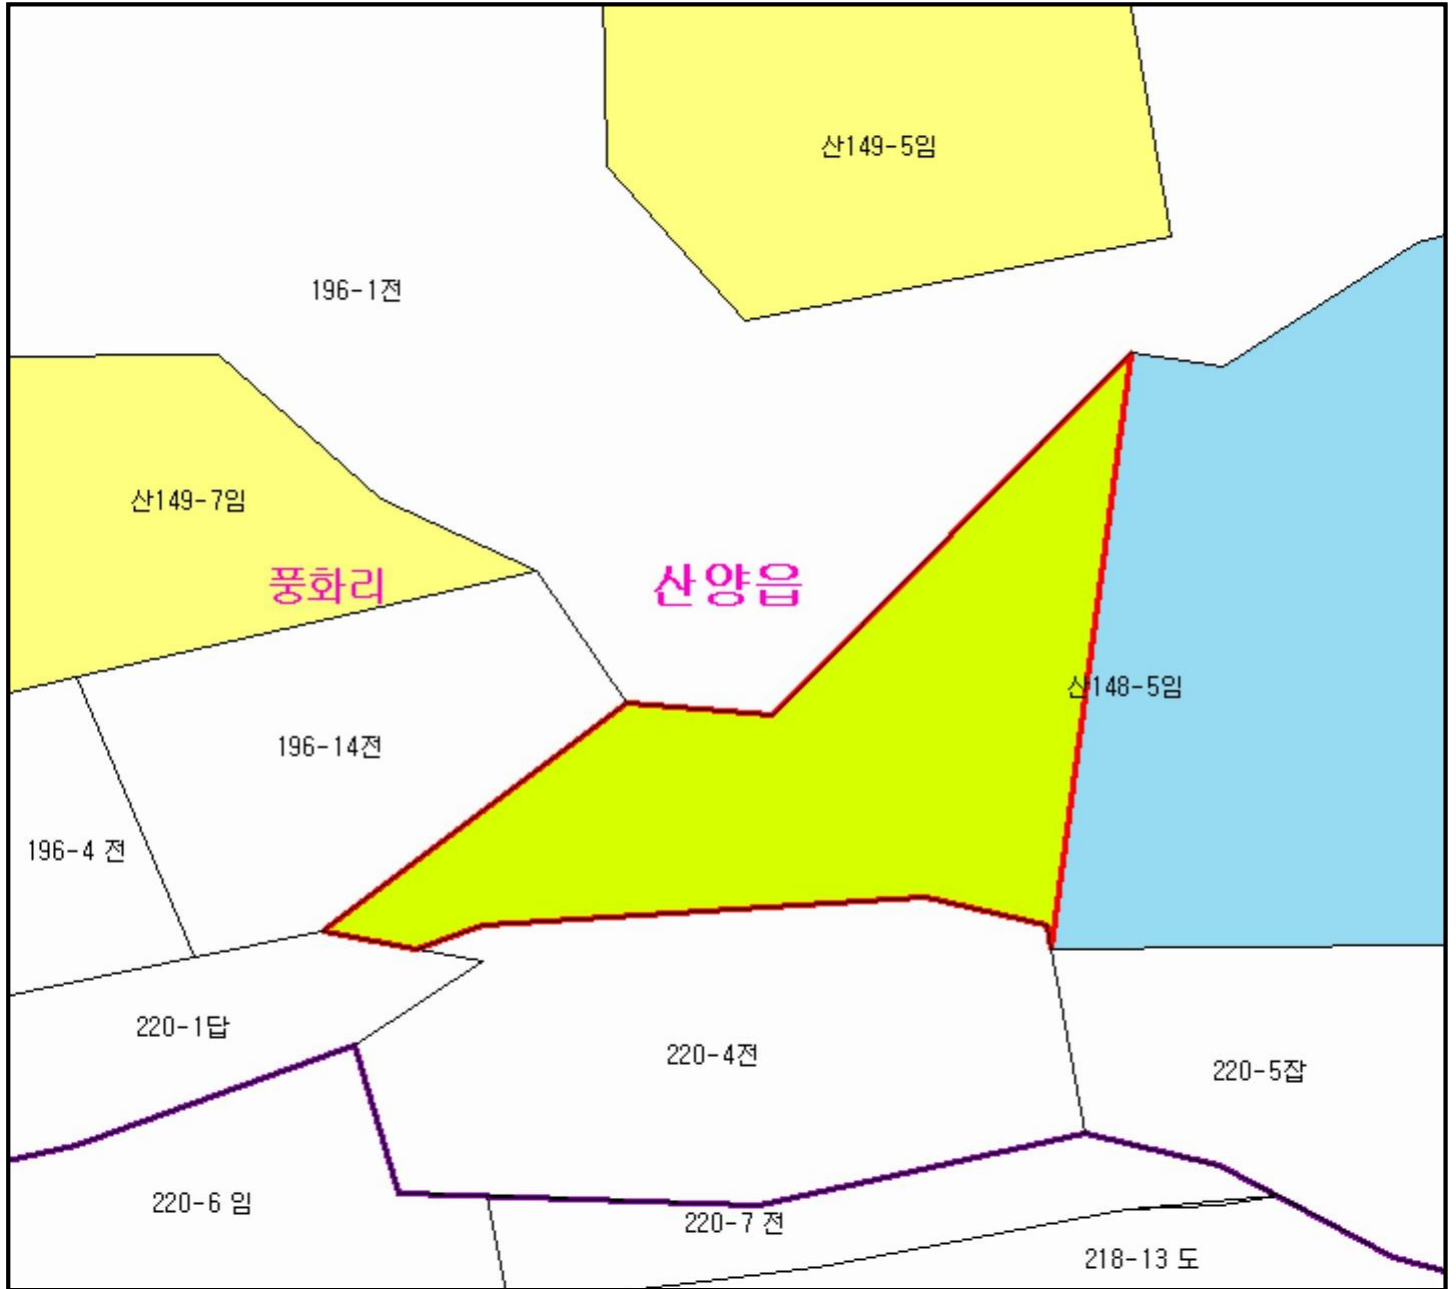 산149-5임
196-1전
산149-7임
풍화리
산양읍
산148-5임
196-14전
196-4 전
220-1답
220-4전
220-5잡
220-6 임
220-7 전
218-13 도